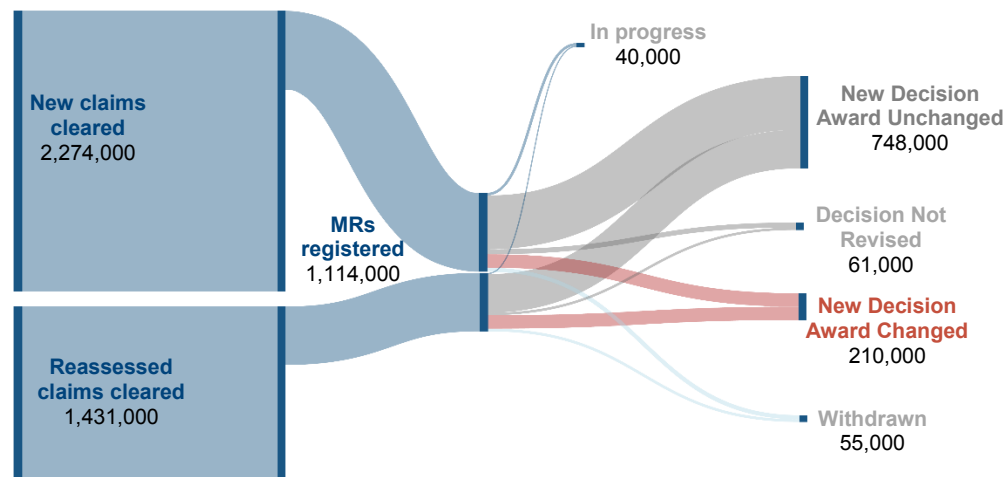 New claims
cleared
2,274,000
Reassessed
claims cleared
1,431,000
MRs
registered
1,114,000
In progress
40,000
New Decision
Award Unchanged
748,000
Decision Not
Revised
61,000
New Decision
Award Changed
210,000
Withdrawn
55,000